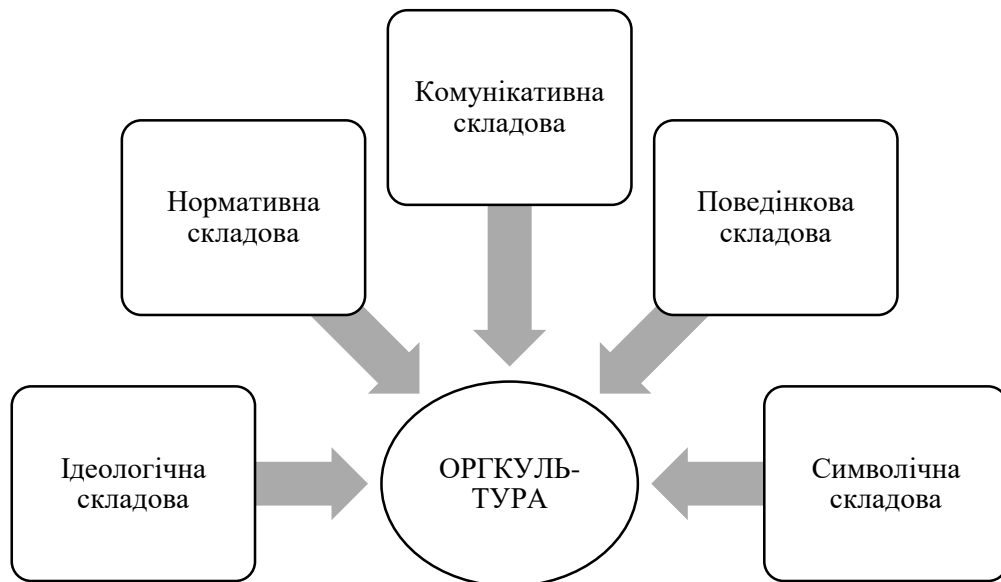 Комунікативна
складова
Нормативна
складова
Поведінкова
складова
Ідеологічна
складова
ОРГКУЛЬ-
ТУРА
Символічна
складова